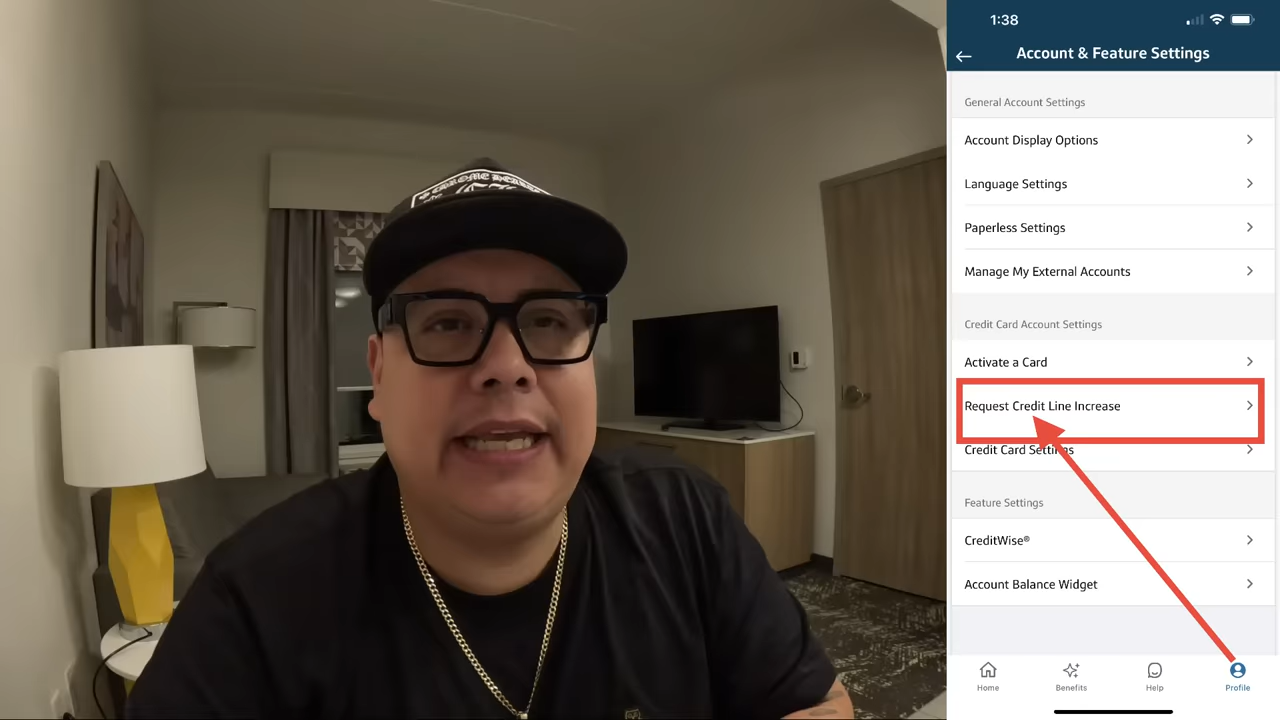 CHROME HEA
1:38
Account & Feature Settings
General Account Settings
Account Display Options
Language Settings
Paperless Settings
Manage My External Accounts
Credit Card Account Settings
Activate a Card
Request Credit Line Increase
Credit Card Settings
Feature Settings
CreditWise®
Account Balance Widget
Home
Benefits
Help
Profile